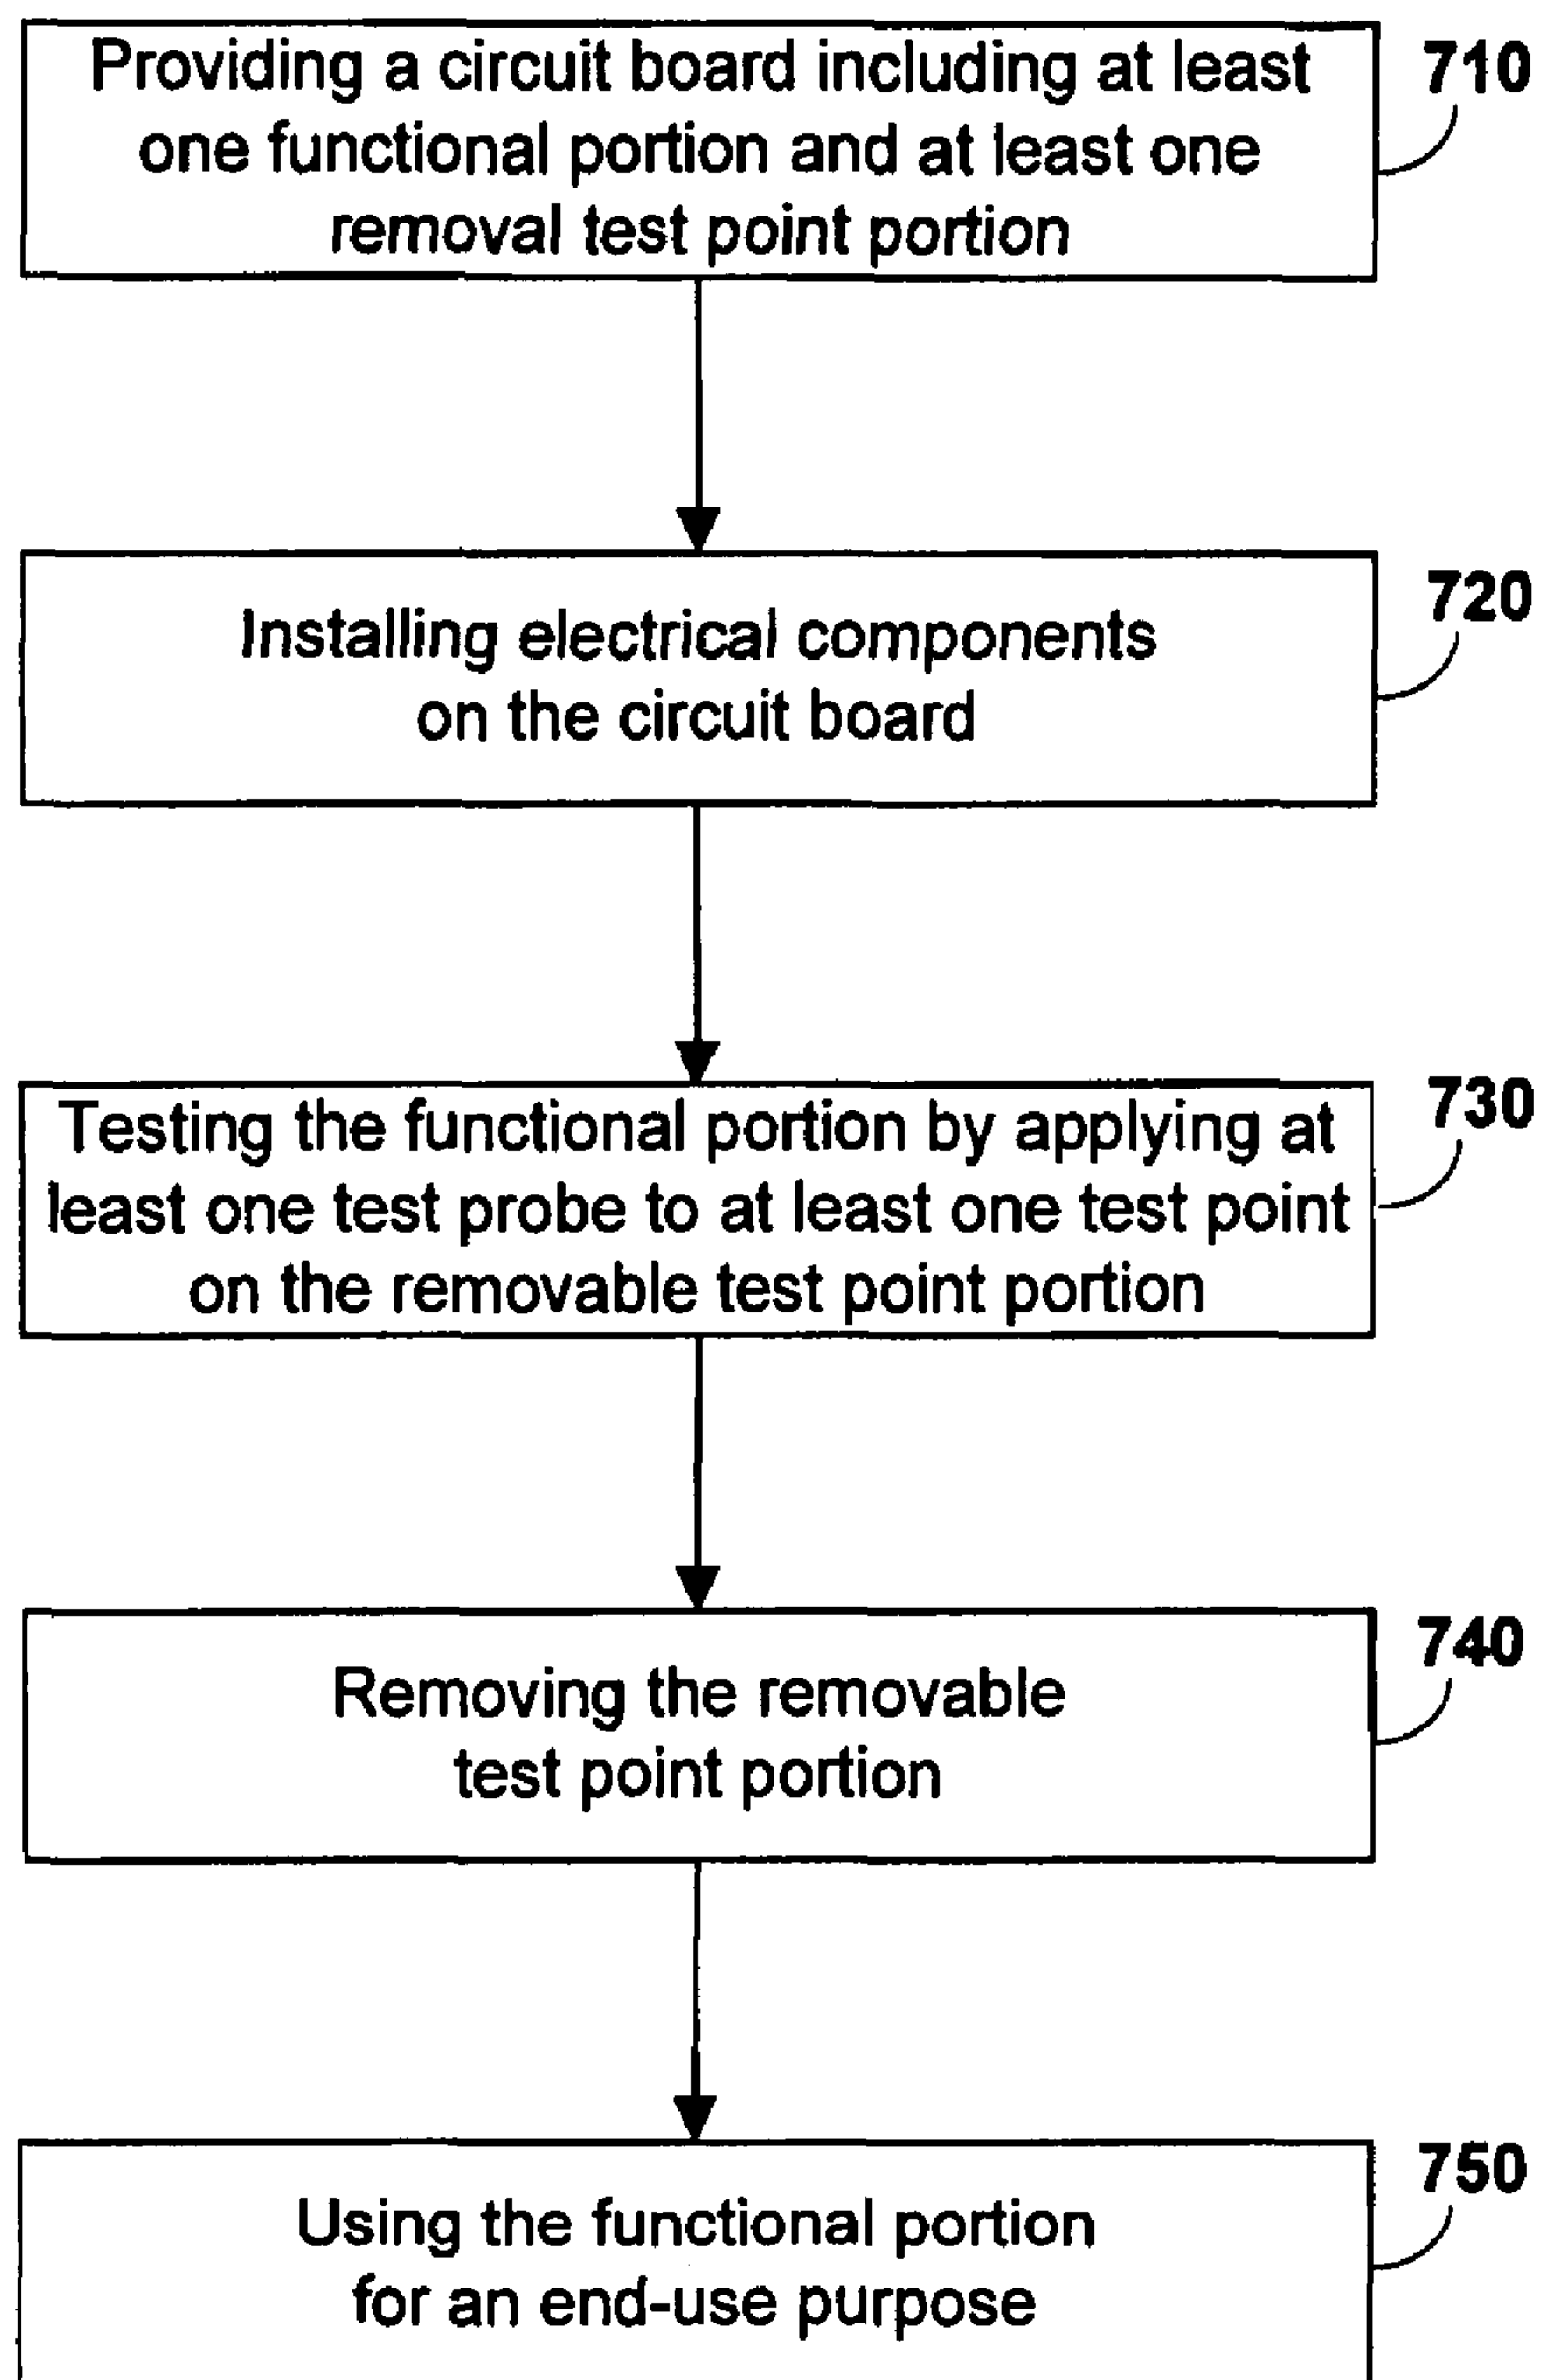 Providing a circuit board including at least
one functional portion and at least one
removal test point portion
710
Installing electrical components
on the circuit board
720
Testing the functional portion by applying at
least one test probe to at least one test point
on the removable test point portion
730
Removing the removable
test point portion
740
Using the functional portion
for an end-use purpose
750